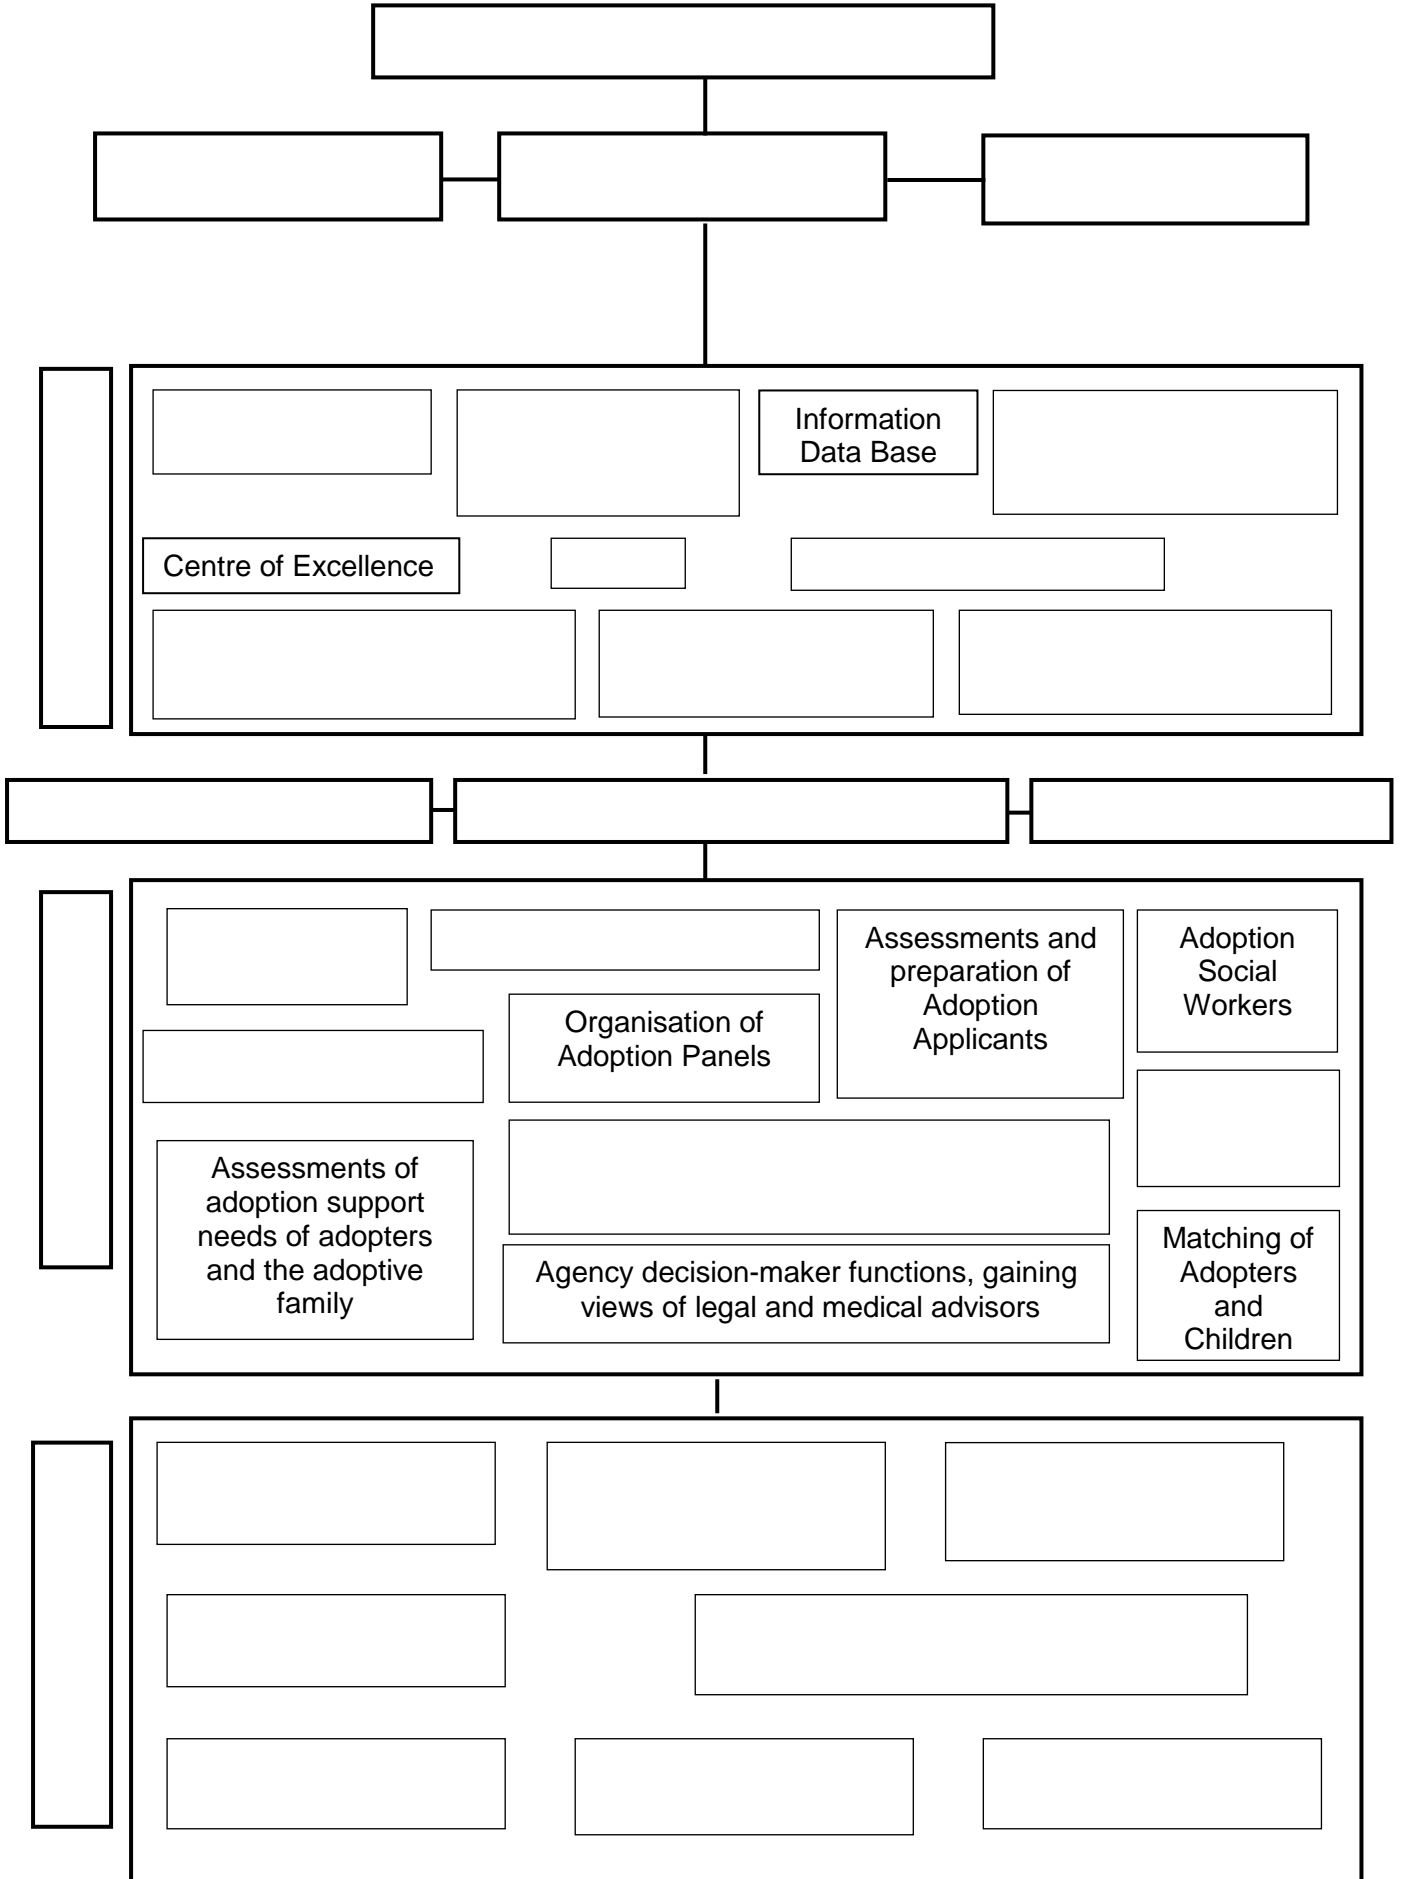 Information
Data Base
Centre of Excellence
Assessments and
preparation of
Adoption
Applicants
Adoption
Social
Workers
Organisation of
Adoption Panels
Assessments of
adoption support
needs of adopters
and the adoptive
family
Agency decision-maker functions, gaining
views of legal and medical advisors
Matching of
Adopters
and
Children